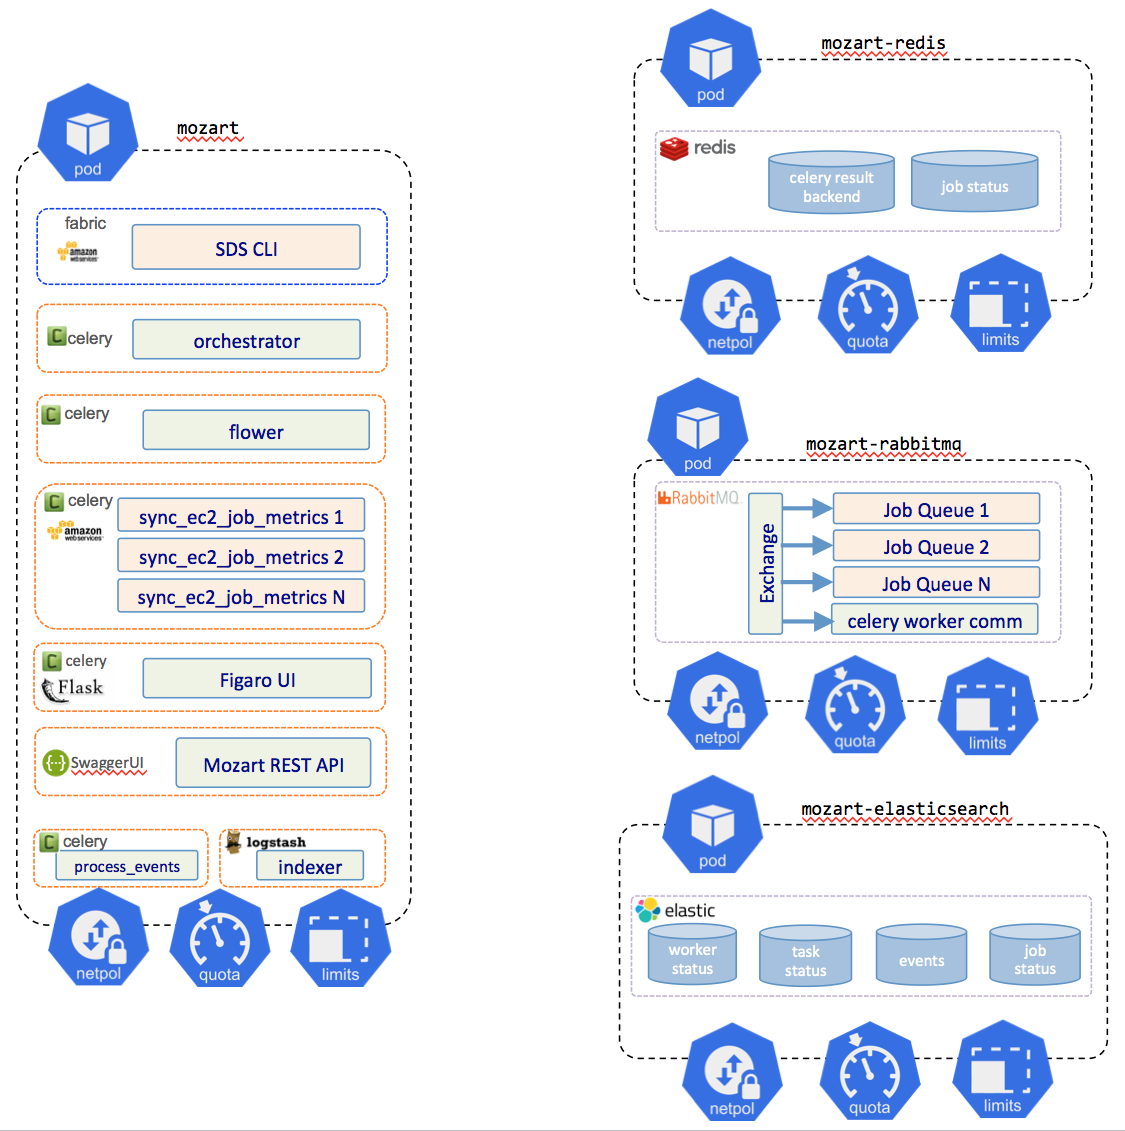 mozart
pod
fabric
amazon
webservices
SDS CLI
celery
orchestrator
celery
flower
celery
amazon
webservices
sync_ec2_job_metrics 1
sync_ec2_job_metrics 2
sync_ec2_job_metrics N
celery
Flask
Figaro UI
SwaggerUI
Mozart REST API
celery
process_events
logstash
indexer
netpol
quota
limits
mozart-redis
pod
redis
celery result
backend
job status
netpol
quota
limits
mozart-rabbitmq
pod
RabbitMQ
Exchange
Job Queue 1
Job Queue 2
Job Queue N
celery worker comm
netpol
quota
limits
mozart-elasticsearch
pod
elastic
worker
status
task
status
events
job
status
netpol
quota
limits